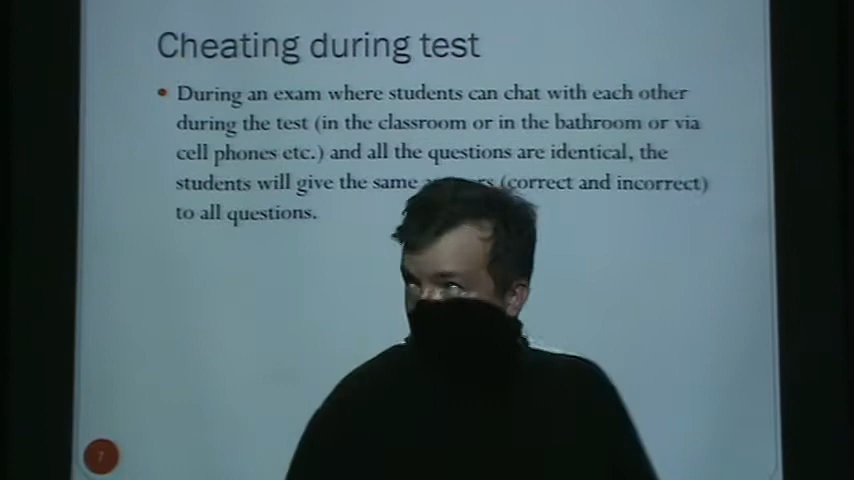 Cheating during test
• During an exam where students can chat with each other
during the test (in the classroom or in the bathroom or via
cell phones etc.) and all the questions are identical, the
students will give the same (correct and incorrect)
to all questions.
7